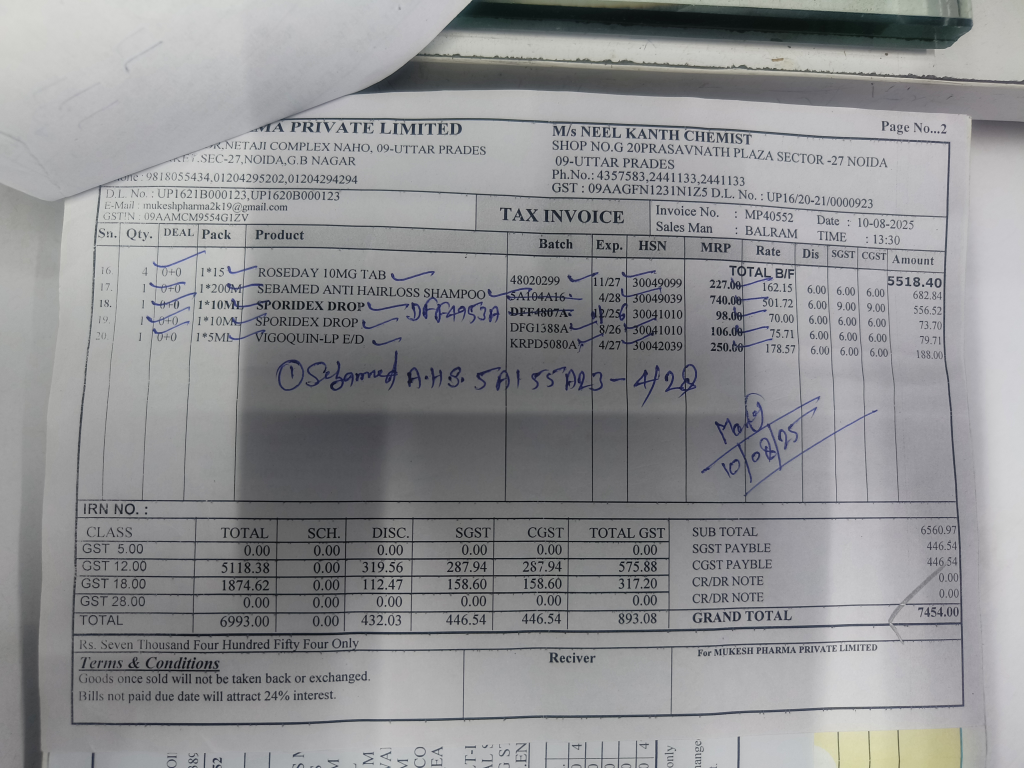 MA PRIVATE LIMITED
NETAJI COMPLEX NAHO, 09-UTTAR PRADES
SEC-27,NOIDA,G.B NAGAR
9818055434,01204295202,01204294294
D.L. No. : UP1621B000123,UP1620B000123
E-Mail : mukeshpharma2k19@gmail.com
GSTIN : 09AAMCM9554G1ZV
Page No...2
M/s NEEL KANTH CHEMIST
SHOP NO.G 20PRASAVNATH PLAZA SECTOR -27 NOIDA
09-UTTAR PRADES
Ph.No.: 4357583,2441133,2441133
GST : 09AAGFN1231N1Z5 D.L. No. : UP16/20-21/0000923
TAX INVOICE
Invoice No. : MP40552 Date : 10-08-2025
Sales Man : BALRAM TIME : 13:30
Sn. Qty. DEAL Pack Product Batch Exp. HSN MRP Rate Dis SGST CGST Amount
TOTAL B/F 5518.40
16. 4 0+0 1*15 ROSEDAY 10MG TAB 48020299 11/27 30049099 227.00 162.15 6.00 6.00 6.00 682.84
17. 1 0+0 1*200M SEBAMED ANTI HAIRLOSS SHAMPOO SA104A16 4/28 30049039 740.00 501.72 6.00 9.00 9.00 556.52
18. 1 0+0 1*10ML SPORIDEX DROP DFF4953A DFF4807A 12/25 30041010 98.00 70.00 6.00 6.00 6.00 73.70
19. 1 0+0 1*10ML SPORIDEX DROP DFG1388A 8/26 30041010 106.00 75.71 6.00 6.00 6.00 79.71
20. 1 0+0 1*5ML VIGOQUIN-LP E/D KRPD5080A 4/27 30042039 250.00 178.57 6.00 6.00 6.00 188.00
① Sebamed A.H.B. 5A155A23 - 4/28
10/08/25
IRN NO. :
CLASS TOTAL SCH. DISC. SGST CGST TOTAL GST
GST 5.00 0.00 0.00 0.00 0.00 0.00 0.00
GST 12.00 5118.38 0.00 319.56 287.94 287.94 575.88
GST 18.00 1874.62 0.00 112.47 158.60 158.60 317.20
GST 28.00 0.00 0.00 0.00 0.00 0.00 0.00
TOTAL 6993.00 0.00 432.03 446.54 446.54 893.08
SUB TOTAL 6560.97
SGST PAYBLE 446.54
CGST PAYBLE 446.54
CR/DR NOTE 0.00
CR/DR NOTE 0.00
GRAND TOTAL 7454.00
Rs. Seven Thousand Four Hundred Fifty Four Only
Terms & Conditions
Goods once sold will not be taken back or exchanged.
Bills not paid due date will attract 24% interest.
Reciver
For MUKESH PHARMA PRIVATE LIMITED